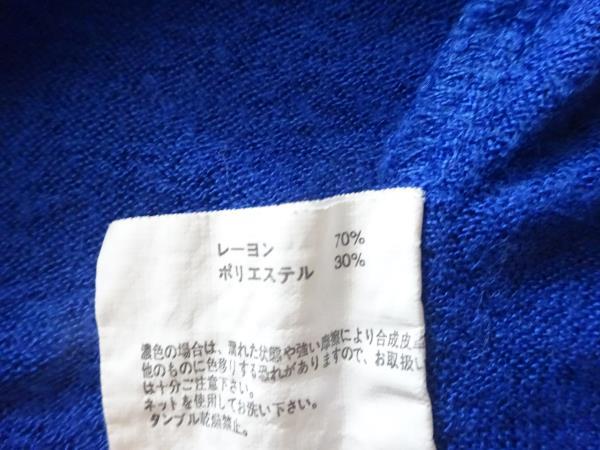 レーヨン 70%
ポリエステル 30%
濃色の場合は、濡れた状態や強い摩擦により合成皮
他のものに色移りする恐れがありますので、お取扱い
は十分ご注意下さい。
ネットを使用してお洗い下さい。
タンブル乾燥禁止。